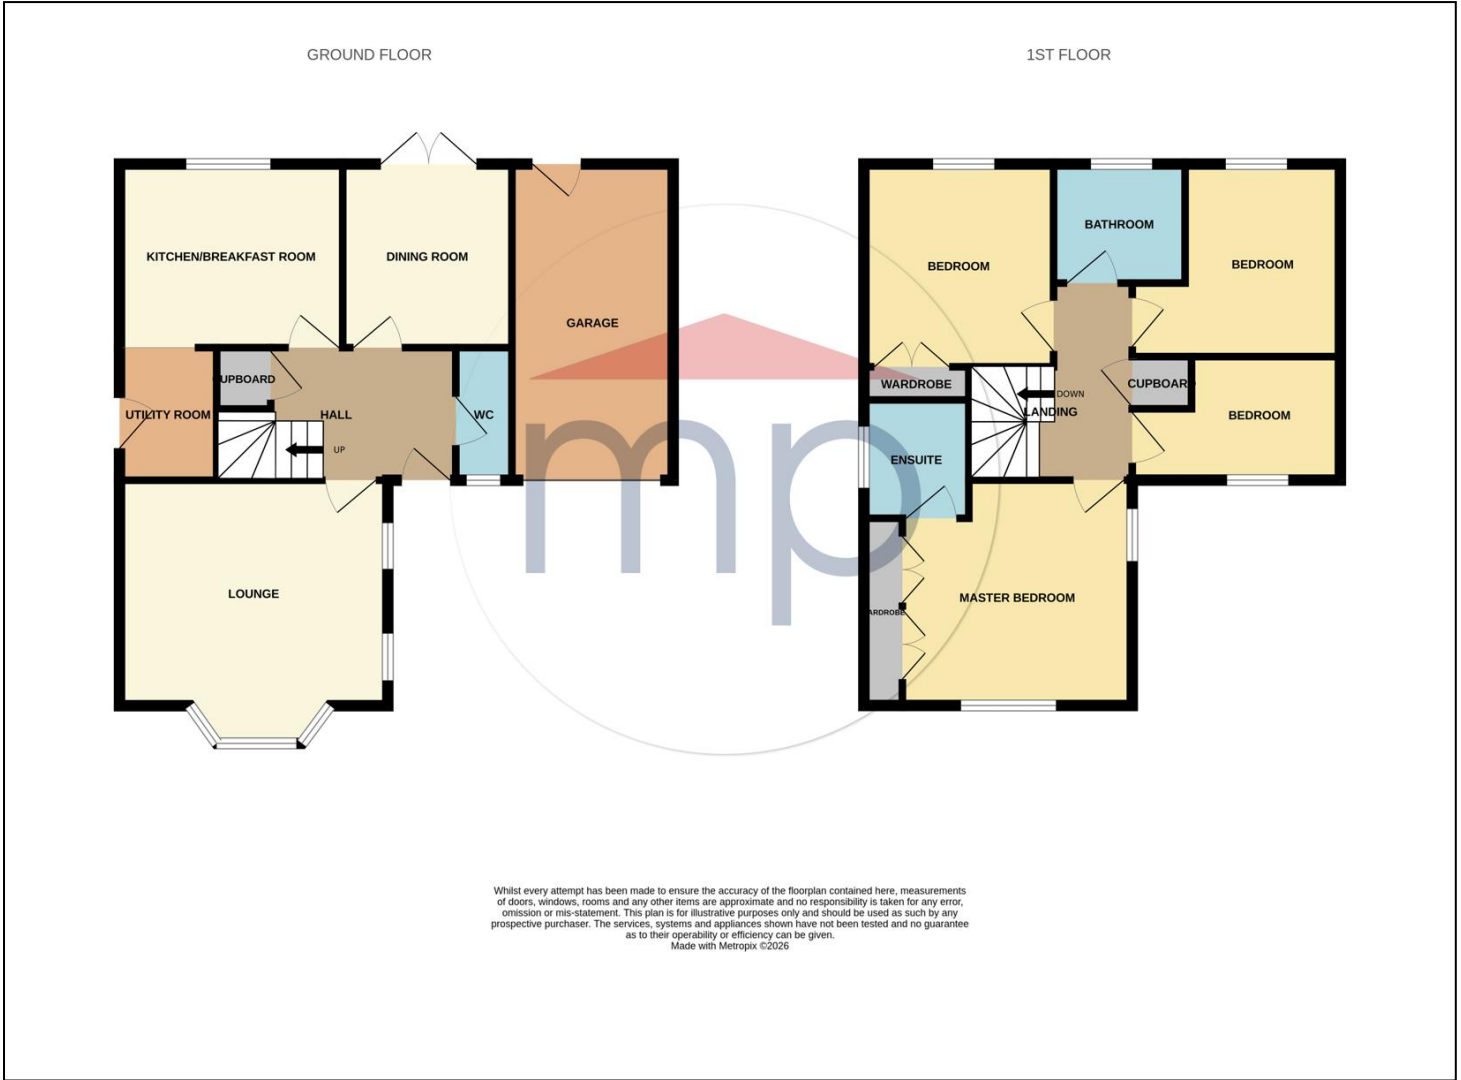 GROUND FLOOR
1ST FLOOR
KITCHEN/BREAKFAST ROOM
DINING ROOM
GARAGE
UPBOARD
UTILITY ROOM
HALL
WC
UP
LOUNGE
BEDROOM
BATHROOM
BEDROOM
WARDROBE
DOWN
CUPBOARD
LANDING
BEDROOM
ENSUITE
MASTER BEDROOM
ARDROBE
mp
Whilst every attempt has been made to ensure the accuracy of the floorplan contained here, measurements
of doors, windows, rooms and any other items are approximate and no responsibility is taken for any error,
omission or mis-statement. This plan is for illustrative purposes only and should be used as such by any
prospective purchaser. The services, systems and appliances shown have not been tested and no guarantee
as to their operability or efficiency can be given.
Made with Metropix ©2026